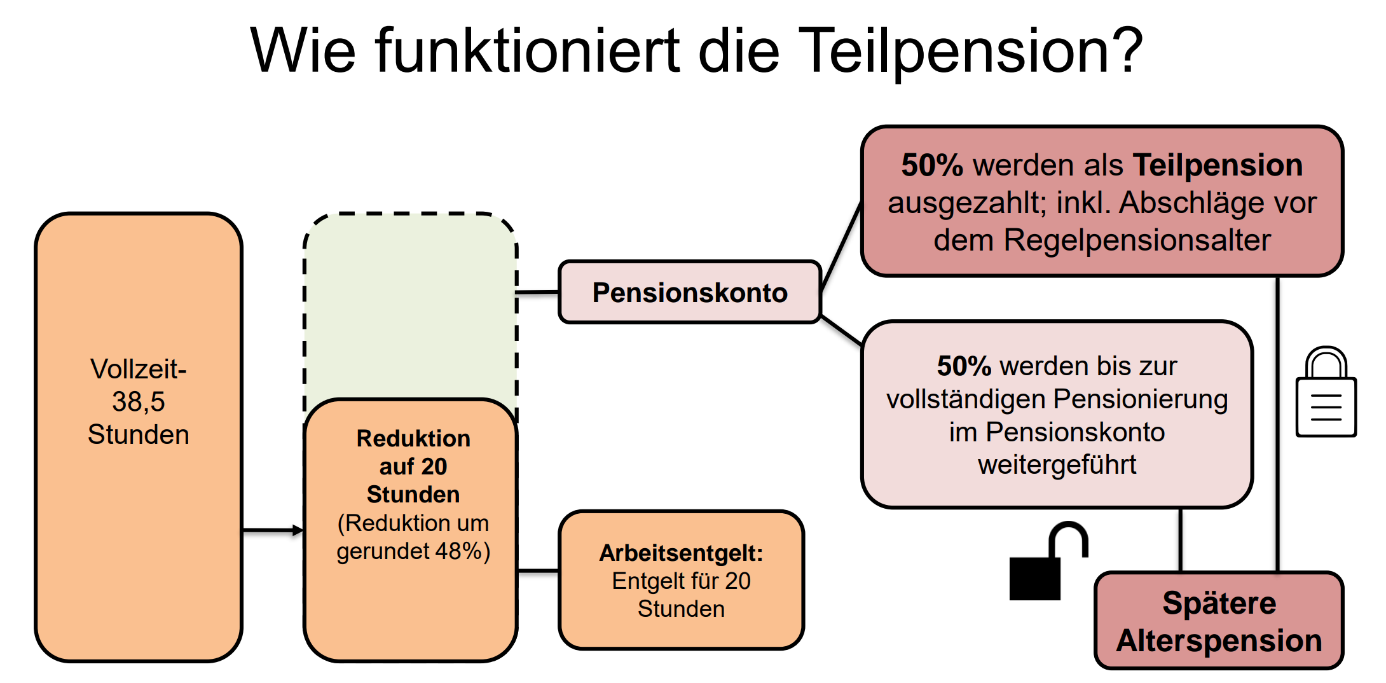 Wie funktioniert die Teilpension?
Vollzeit-
38,5
Stunden
Reduktion
auf 20
Stunden
(Reduktion um
gerundet 48%)
Pensionskonto
Arbeitsentgelt:
Entgelt für 20
Stunden
50% werden als Teilpension
ausgezahlt; inkl. Abschläge vor
dem Regelpensionsalter
50% werden bis zur
vollständigen Pensionierung
im Pensionskonto
weitergeführt
Spätere
Alterspension